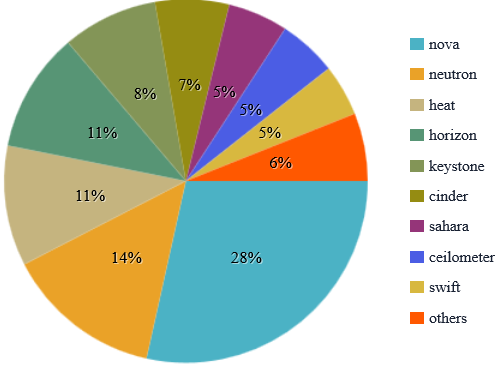 8%
7%
5%
5%
5%
6%
11%
11%
14%
28%
nova
neutron
heat
horizon
keystone
cinder
sahara
ceilometer
swift
others